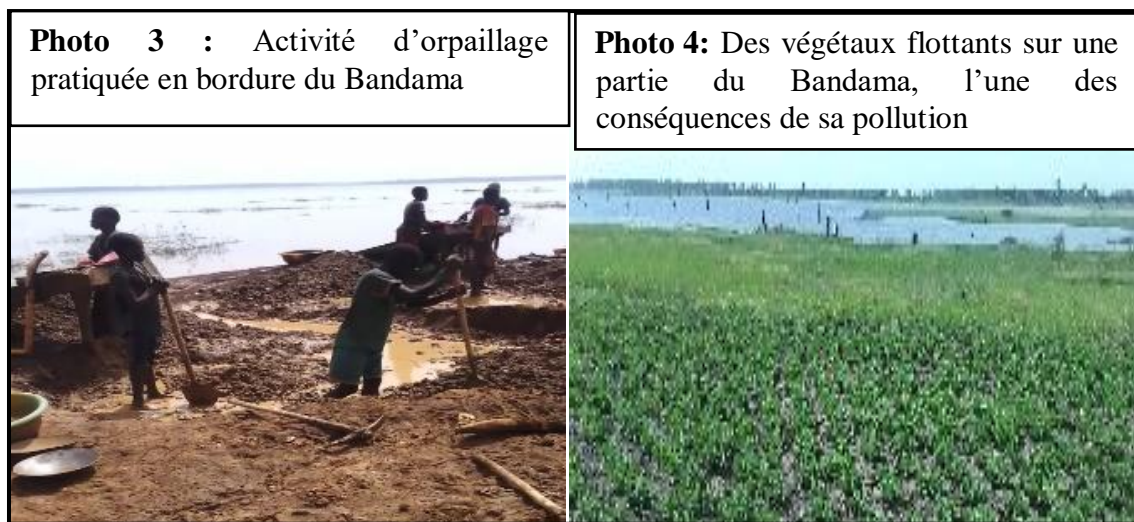 Photo 3 : Activité d’orpaillage
pratiquée en bordure du Bandama
Photo 4: Des végétaux flottants sur une
partie du Bandama, l’une des
conséquences de sa pollution